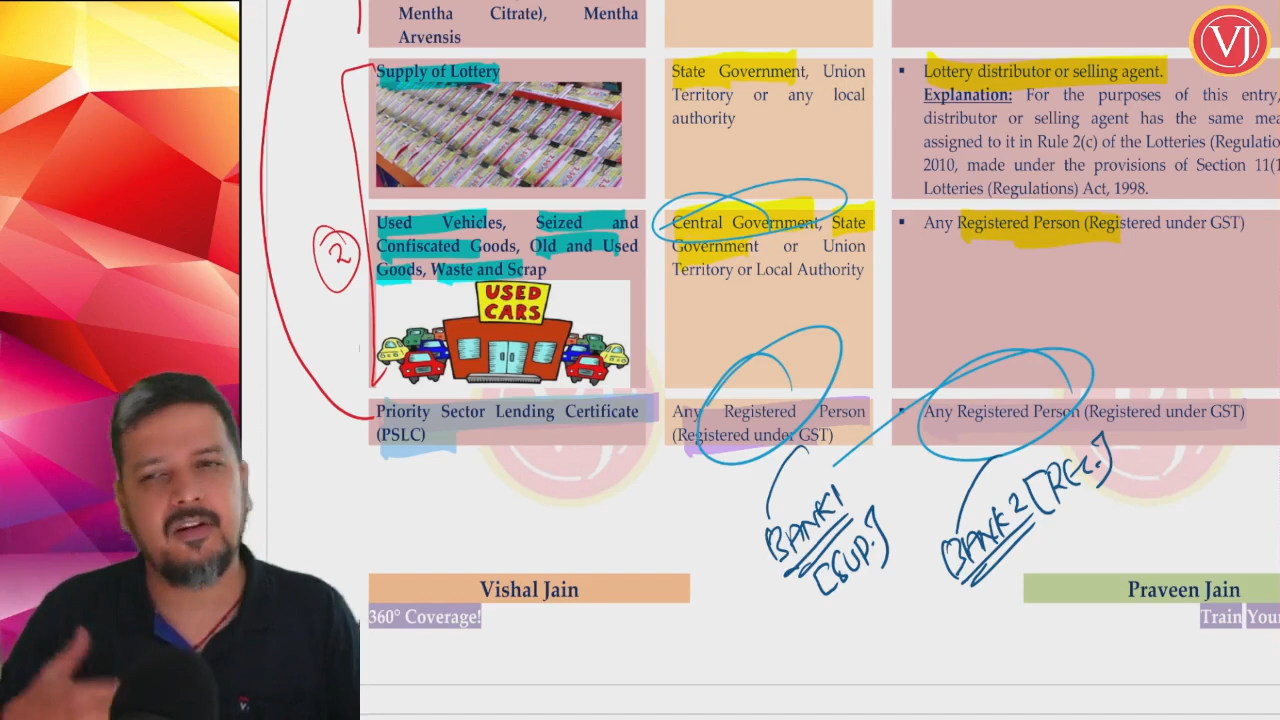 Mentha Citrate), Mentha
Arvensis
VJ
Supply of Lottery
State Government, Union
Territory or any local
authority
Lottery distributor or selling agent.
Explanation: For the purposes of this entry,
distributor or selling agent has the same mea
assigned to it in Rule 2(c) of the Lotteries (Regulatio
2010, made under the provisions of Section 11(1
Lotteries (Regulations) Act, 1998.
2
Used Vehicles, Seized and
Confiscated Goods, Old and Used
Goods, Waste and Scrap
USED
CARS
Central Government, State
Government or Union
Territory or Local Authority
Any Registered Person (Registered under GST)
Priority Sector Lending Certificate
(PSLC)
Any Registered Person
(Registered under GST)
Any Registered Person (Registered under GST)
BANK 1
[SUP.]
BANK 2 [REC.]
Vishal Jain
Praveen Jain
360° Coverage!
Train Your